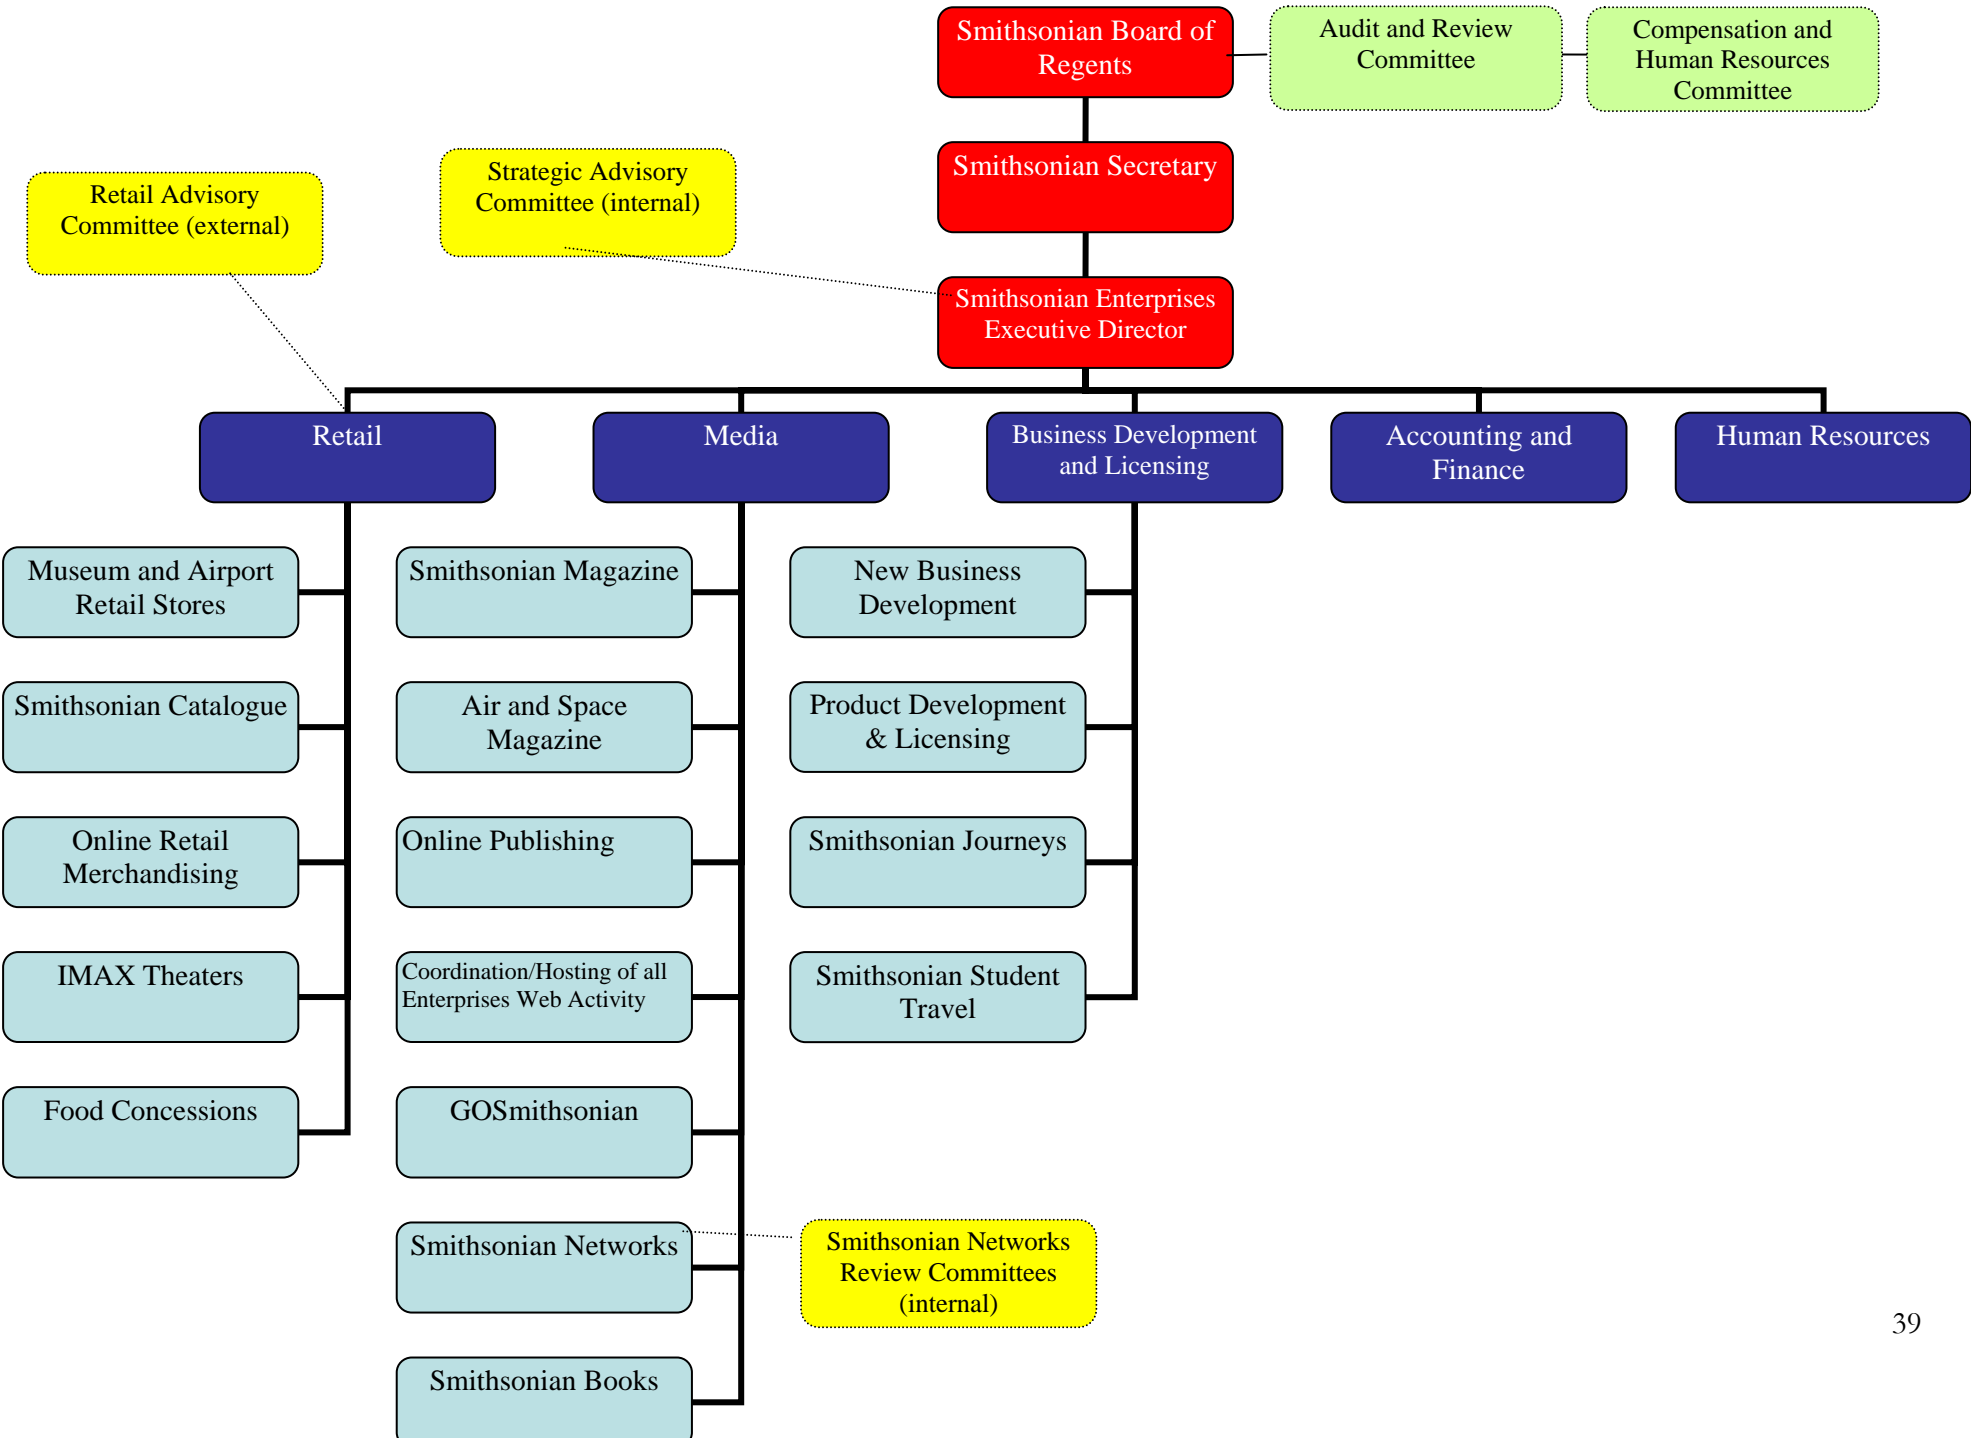 Smithsonian Board of
Regents
Audit and Review
Committee
Compensation and
Human Resources
Committee
Smithsonian Secretary
Strategic Advisory
Committee (internal)
Retail Advisory
Committee (external)
Smithsonian Enterprises
Executive Director
Retail
Media
Business Development
and Licensing
Accounting and
Finance
Human Resources
Museum and Airport
Retail Stores
Smithsonian Magazine
New Business
Development
Smithsonian Catalogue
Air and Space
Magazine
Product Development
& Licensing
Online Retail
Merchandising
Online Publishing
Smithsonian Journeys
IMAX Theaters
Coordination/Hosting of all
Enterprises Web Activity
Smithsonian Student
Travel
Food Concessions
GOSmithsonian
Smithsonian Networks
Smithsonian Networks
Review Committees
(internal)
Smithsonian Books
39